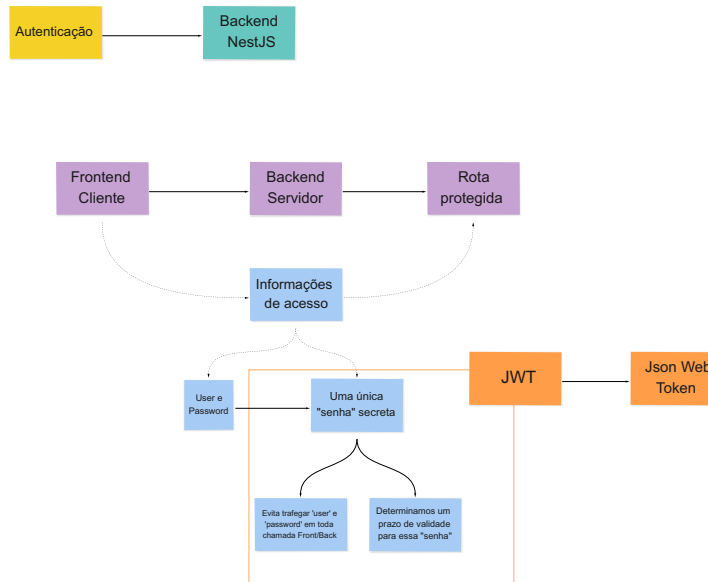 Autenticação
Backend
NestJS
Frontend
Cliente
Backend
Servidor
Rota
protegida
Informações
de acesso
JWT
Json Web
Token
User e
Password
Uma única
"senha" secreta
Evita trafegar 'user' e
'password' em toda
chamada Front/Back
Determinamos um
prazo de validade
para essa "senha"